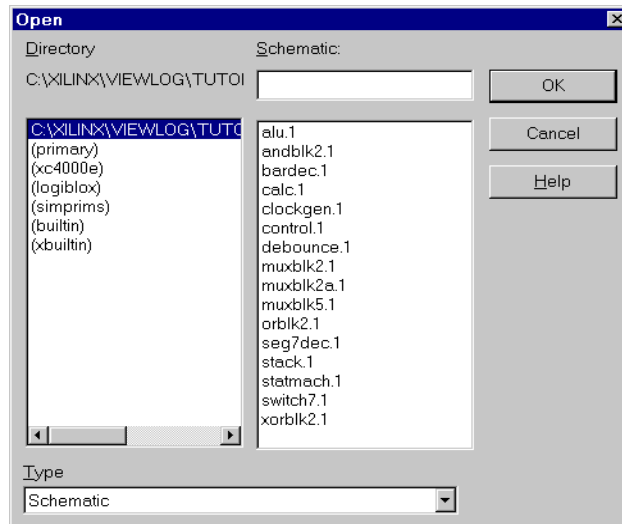 Open
Directory
Schematic:
C:\XILINX\VIEWLOG\TUTOI
OK
Cancel
Help
C:\XILINX\VIEWLOG\TUTO
(primary)
(xc4000e)
(logiblox)
(simprims)
(builtin)
(xbuiltin)
alu.1
andblk2.1
bardec.1
calc.1
clockgen.1
control.1
debounce.1
muxblk2.1
muxblk2a.1
muxblk5.1
orblk2.1
seg7dec.1
stack.1
statmach.1
switch7.1
xorblk2.1
Type
Schematic